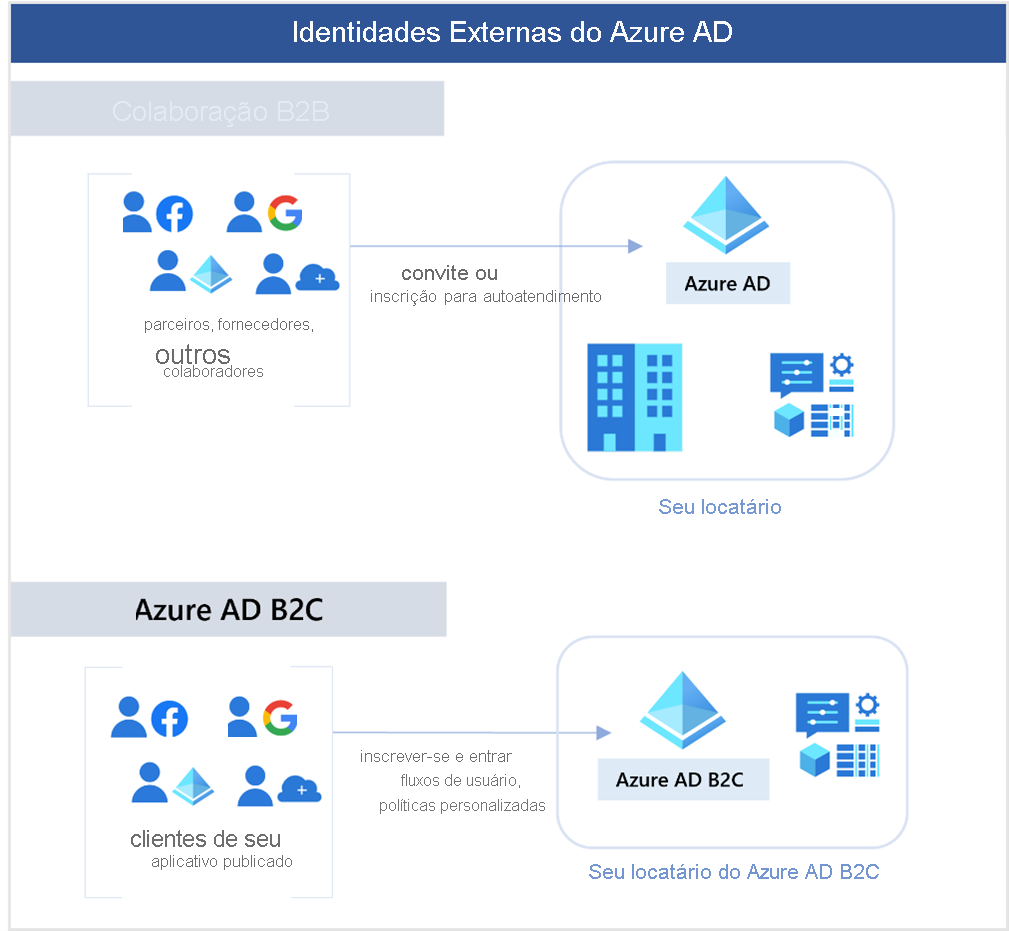 Identidades Externas do Azure AD
Colaboração B2B
parceiros, fornecedores,
outros
colaboradores
convite ou
inscrição para autoatendimento
Azure AD
Seu locatário
Azure AD B2C
clientes de seu
aplicativo publicado
inscrever-se e entrar
fluxos de usuário,
políticas personalizadas
Azure AD B2C
Seu locatário do Azure AD B2C